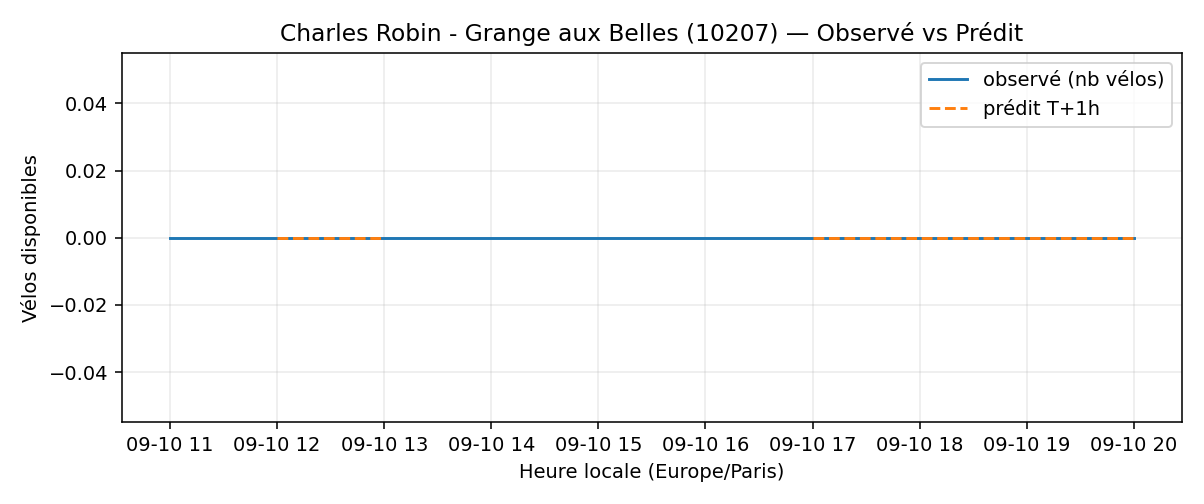 Charles Robin - Grange aux Belles (10207) — Observé vs Prédit
observé (nb vélos)
prédit T+1h
Vélos disponibles
0.04
0.02
0.00
−0.02
−0.04
09-10 11 09-10 12 09-10 13 09-10 14 09-10 15 09-10 16 09-10 17 09-10 18 09-10 19 09-10 20
Heure locale (Europe/Paris)